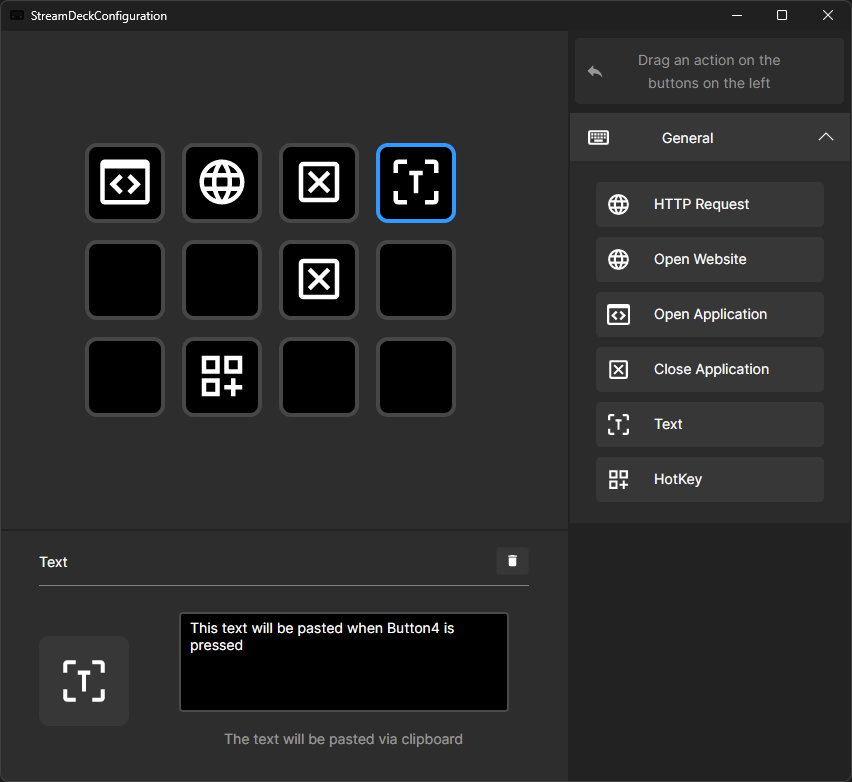 StreamDeckConfiguration
Drag an action on the
buttons on the left
General
HTTP Request
Open Website
Open Application
Close Application
Text
HotKey
Text
This text will be pasted when Button4 is
pressed
The text will be pasted via clipboard